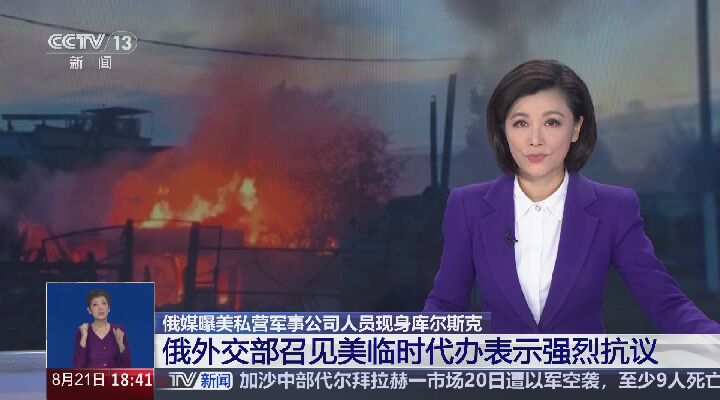 CCTV 13
新闻
俄媒曝美私营军事公司人员现身库尔斯克
俄外交部召见美临时代办表示强烈抗议
8月21日 18:41 CCTV新闻 加沙中部代尔拜拉赫一市场20日遭以军空袭，至少9人死亡